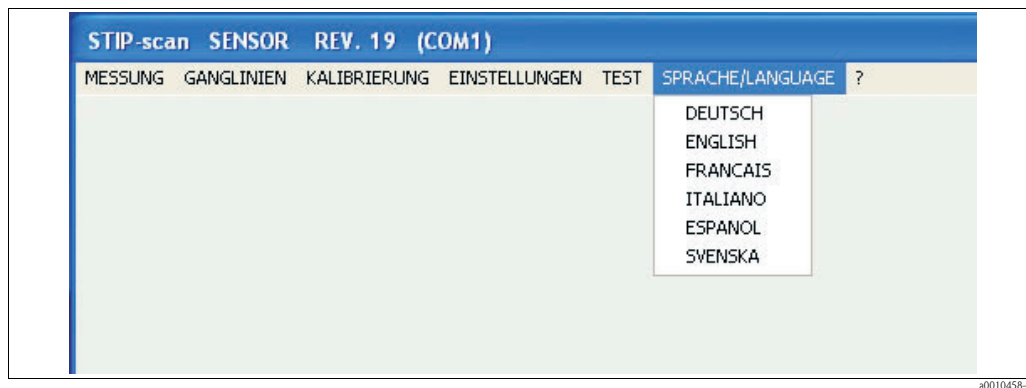 STIP-scan SENSOR REV. 19 (COM1)
MESSUNG GANGLINIEN KALIBRIERUNG EINSTELLUNGEN TEST SPRACHE/LANGUAGE ?
DEUTSCH
ENGLISH
FRANCAIS
ITALIANO
ESPANOL
SVENSKA
a0010458-